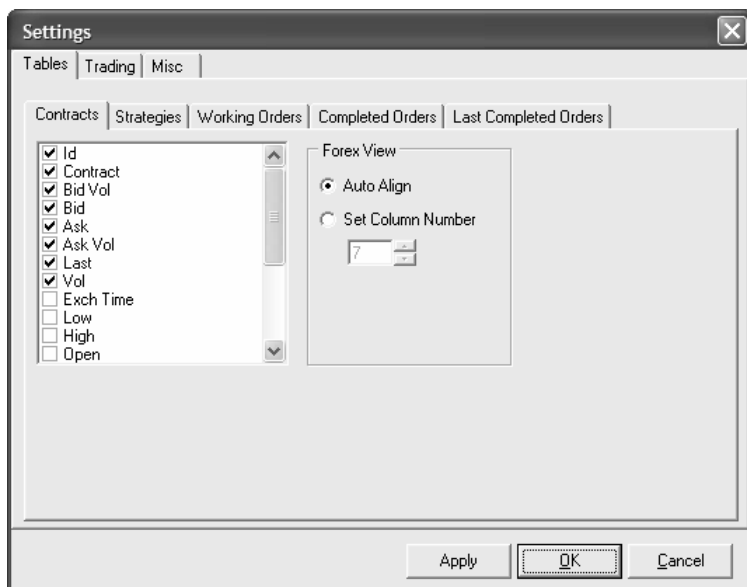 Settings
Tables Trading Misc
Contracts Strategies Working Orders Completed Orders Last Completed Orders
Id
Contract
Bid Vol
Bid
Ask
Ask Vol
Last
Vol
Exch Time
Low
High
Open
Forex View
Auto Align
Set Column Number
7
Apply OK Cancel